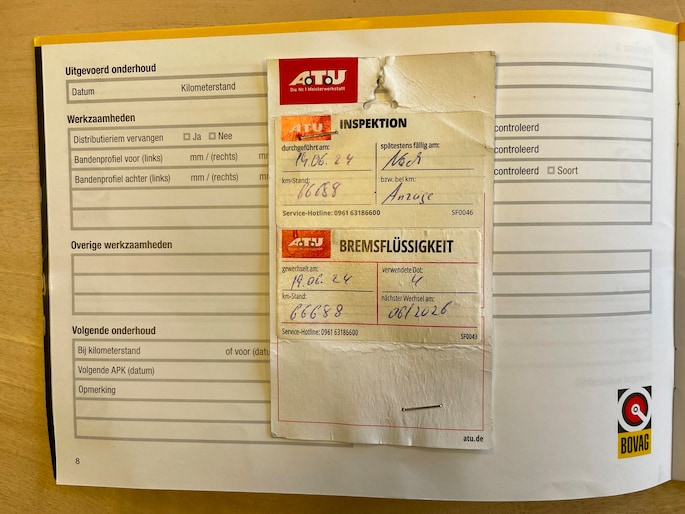 Uitgevoerd onderhoud
Datum Kilometerstand
Werkzaamheden
Distributieriem vervangen Ja Nee
Bandenprofiel voor (links) mm / (rechts)
Bandenprofiel achter (links) mm / (rechts)
Overige werkzaamheden
Volgende onderhoud
Bij kilometerstand of voor (datu
Volgende APK (datum)
Opmerking
8
A.T.U
Die Nr. 1 Meisterwerkstatt
ATU INSPEKTION
durchgeführt am: spätestens fällig am:
19.06.24 Nach
km-Stand: bzw. bei km:
66688 Anzeige
Service-Hotline: 0961 63186600 SF0046
A.T.U BREMSFLÜSSIGKEIT
gewechselt am: verwendete Dot:
19.06.24 4
km-Stand: nächster Wechsel am:
66688 06/2026
Service-Hotline: 0961 63186600 SF0043
atu.de
controleerd
controleerd
controleerd Soort
BOVAG